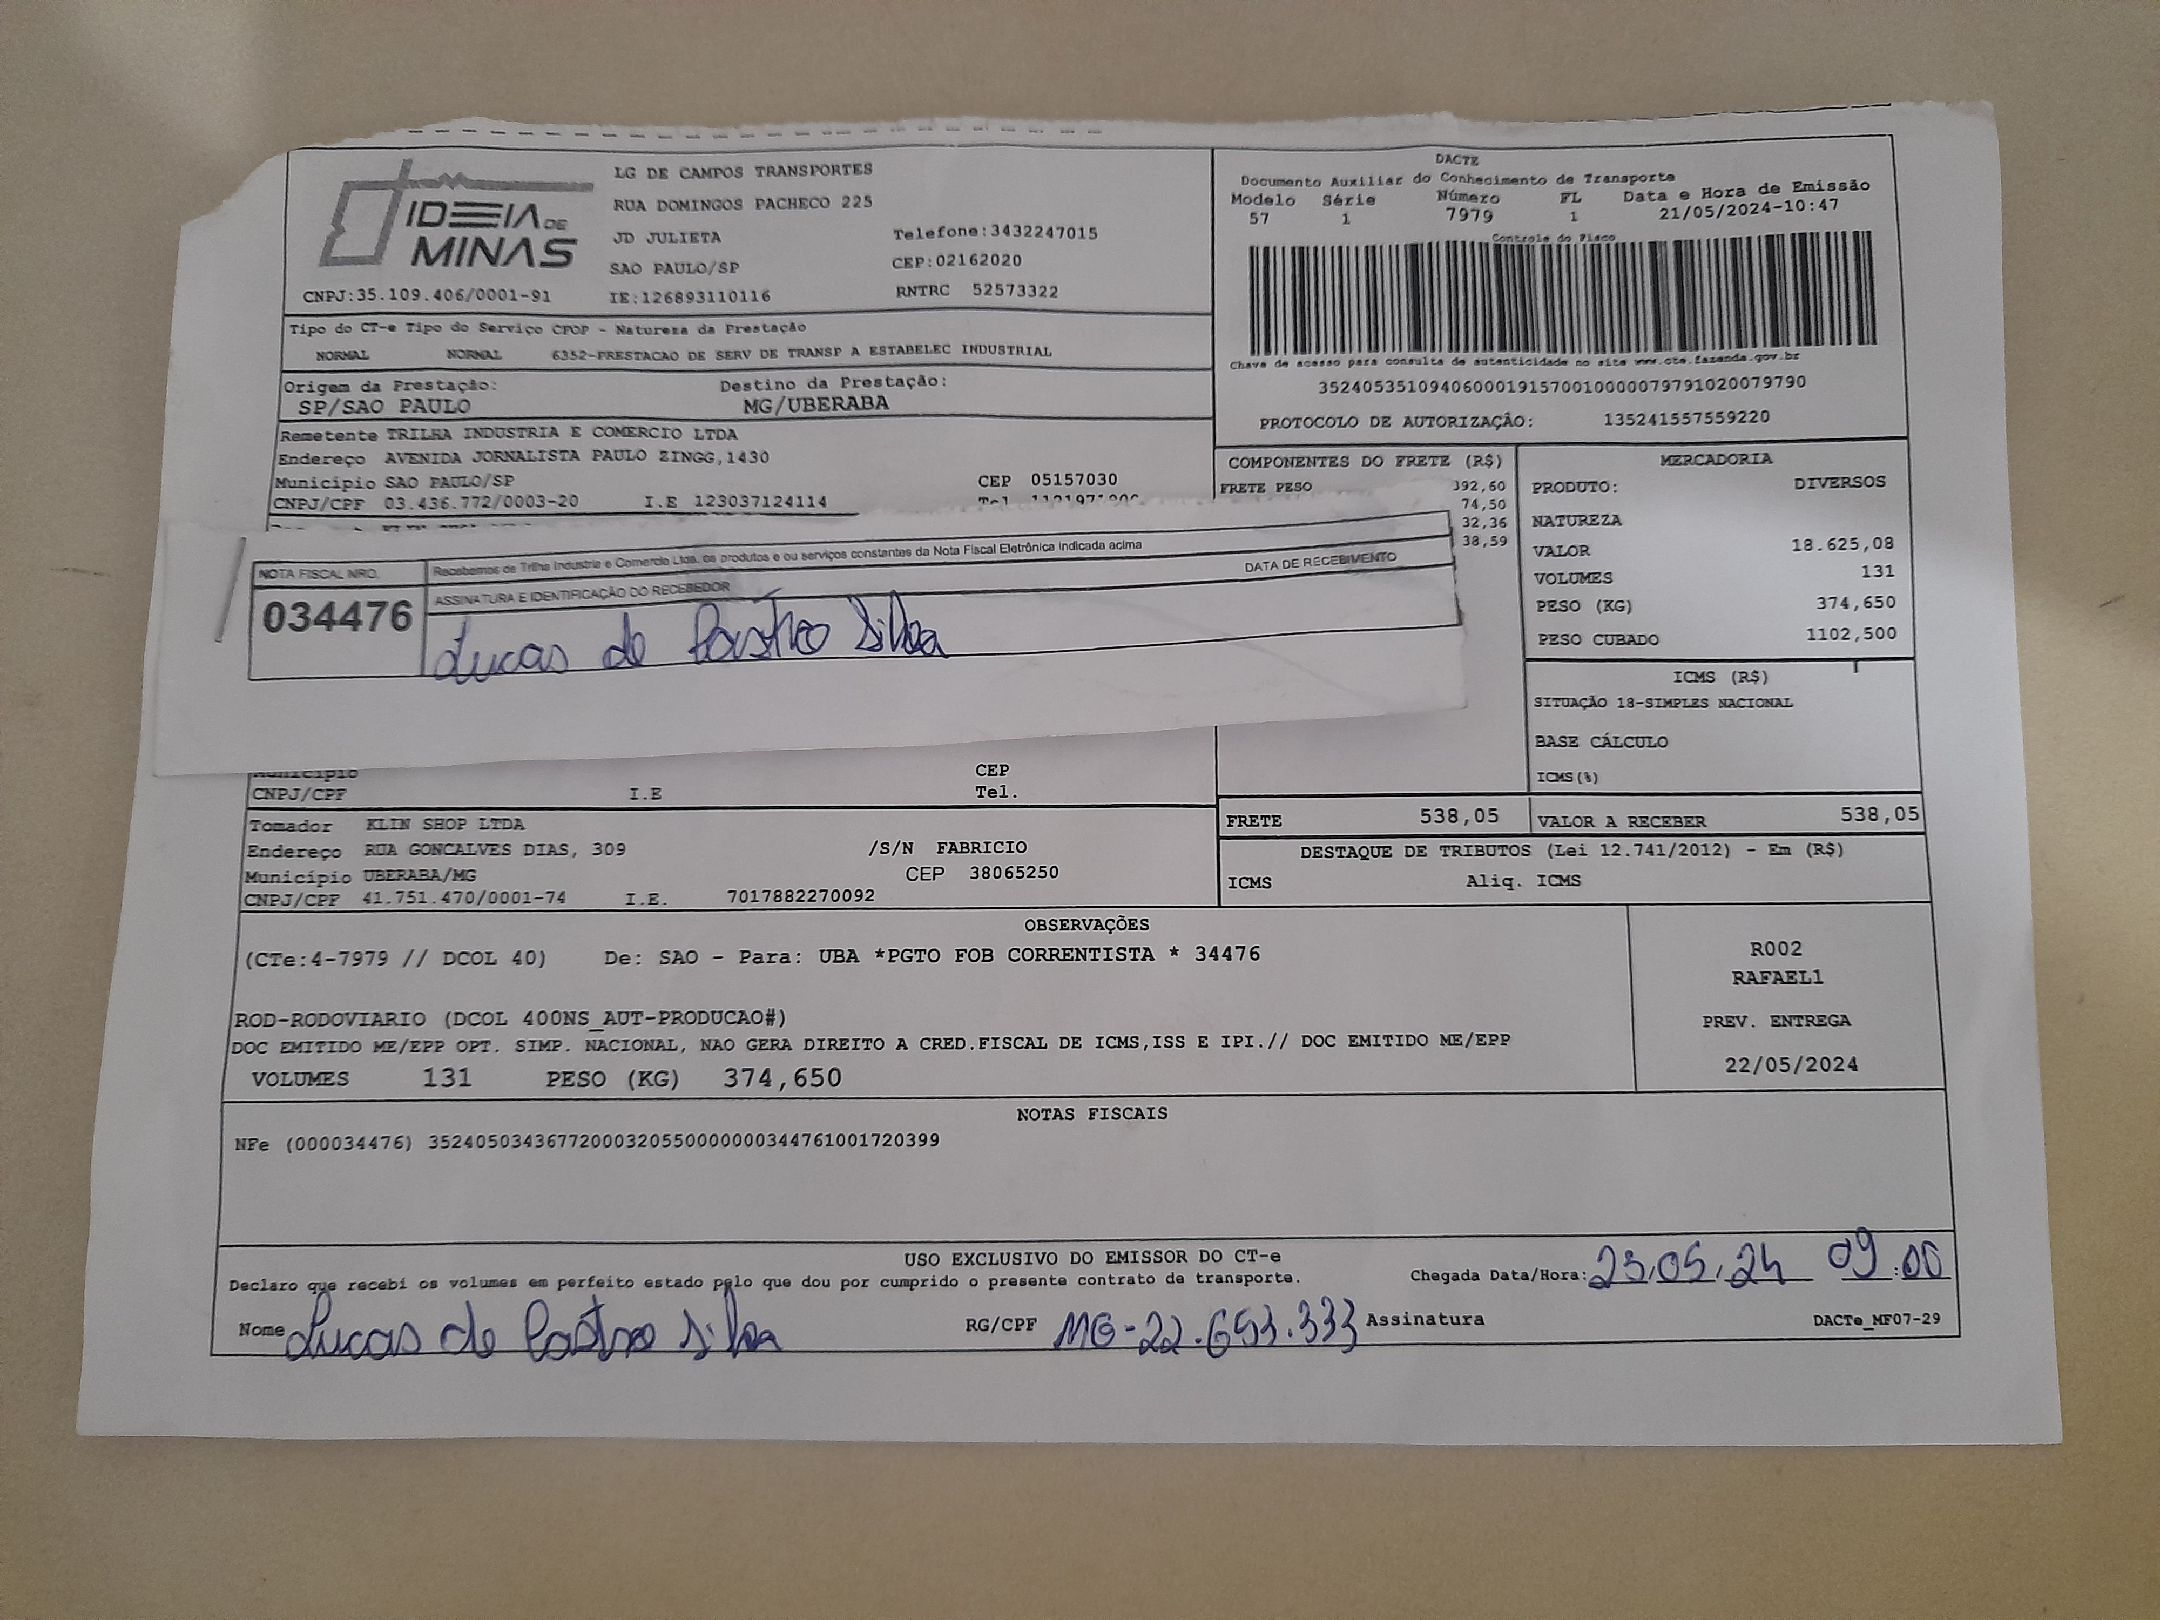 IDEIA DE
MINAS
CNPJ:35.109.406/0001-91
LG DE CAMPOS TRANSPORTES
RUA DOMINGOS PACHECO 225
JD JULIETA
Telefone:3432247015
SAO PAULO/SP
CEP:02162020
IE:126893110116
RNTRC 52573322
DACTE
Documento Auxiliar do Conhecimento de Transporte
Modelo Série Número FL Data e Hora de Emissão
57 1 7979 1 21/05/2024-10:47
Controle do Fisco
Chave de acesso para consulta de autenticidade no site www.cte.fazenda.gov.br
35240535109406000191570010000079791020079790
PROTOCOLO DE AUTORIZAÇÃO: 135241557559220
Tipo do CT-e Tipo do Serviço CFOP - Natureza da Prestação
NORMAL NORMAL 6352-PRESTACAO DE SERV DE TRANSP A ESTABELEC INDUSTRIAL
Origem da Prestação: Destino da Prestação:
SP/SAO PAULO MG/UBERABA
Remetente TRILHA INDUSTRIA E COMERCIO LTDA
Endereço AVENIDA JORNALISTA PAULO ZINGG,1430
Município SAO PAULO/SP CEP 05157030
CNPJ/CPF 03.436.772/0003-20 I.E 123037124114
COMPONENTES DO FRETE (R$)
FRETE PESO 392,60
74,50
32,36
38,59
MERCADORIA
PRODUTO: DIVERSOS
NATUREZA
VALOR 18.625,08
VOLUMES 131
PESO (KG) 374,650
PESO CUBADO 1102,500
ICMS (R$)
SITUAÇÃO 18-SIMPLES NACIONAL
BASE CÁLCULO
ICMS(%)
NOTA FISCAL NRO.
034476
Recebemos de Trilha Industria e Comercio Ltda, os produtos e ou serviços constantes da Nota Fiscal Eletrônica indicada acima
ASSINATURA E IDENTIFICAÇÃO DO RECEBEDOR DATA DE RECEBIMENTO
Lucas de Castro Silva
Município CEP
CNPJ/CPF I.E Tel.
FRETE 538,05 VALOR A RECEBER 538,05
Tomador KLIN SHOP LTDA
Endereço RUA GONCALVES DIAS, 309 /S/N FABRICIO
Município UBERABA/MG CEP 38065250
CNPJ/CPF 41.751.470/0001-74 I.E. 7017882270092
DESTAQUE DE TRIBUTOS (Lei 12.741/2012) - Em (R$)
ICMS Aliq. ICMS
OBSERVAÇÕES
(CTe:4-7979 // DCOL 40) De: SAO - Para: UBA *PGTO FOB CORRENTISTA * 34476
ROD-RODOVIARIO (DCOL 400NS_AUT-PRODUCAO#)
DOC EMITIDO ME/EPP OPT. SIMP. NACIONAL, NAO GERA DIREITO A CRED.FISCAL DE ICMS,ISS E IPI.// DOC EMITIDO ME/EPP
VOLUMES 131 PESO (KG) 374,650
R002
RAFAEL1
PREV. ENTREGA
22/05/2024
NOTAS FISCAIS
NFe (000034476) 35240503436772000320550000000344761001720399
USO EXCLUSIVO DO EMISSOR DO CT-e
Declaro que recebi os volumes em perfeito estado pelo que dou por cumprido o presente contrato de transporte.
Chegada Data/Hora: 23.05.24 09:00
Nome Lucas de Castro Silva RG/CPF MG-22.653.333 Assinatura
DACTe_MF07-29